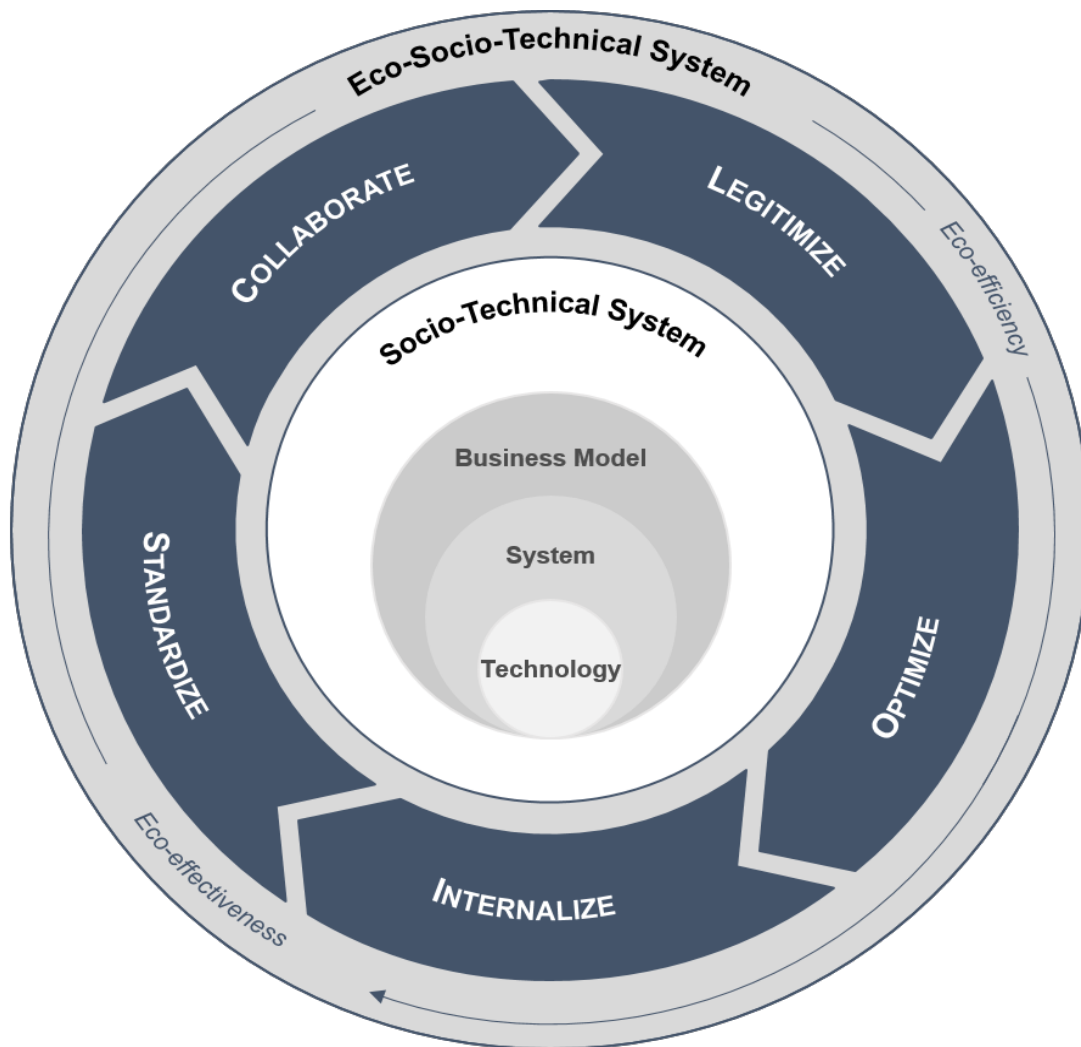 Eco-Socio-Technical System
COLLABORATE
LEGITIMIZE
Eco-efficiency
Socio-Technical System
Business Model
System
Technology
STANDARDIZE
OPTIMIZE
INTERNALIZE
Eco-effectiveness